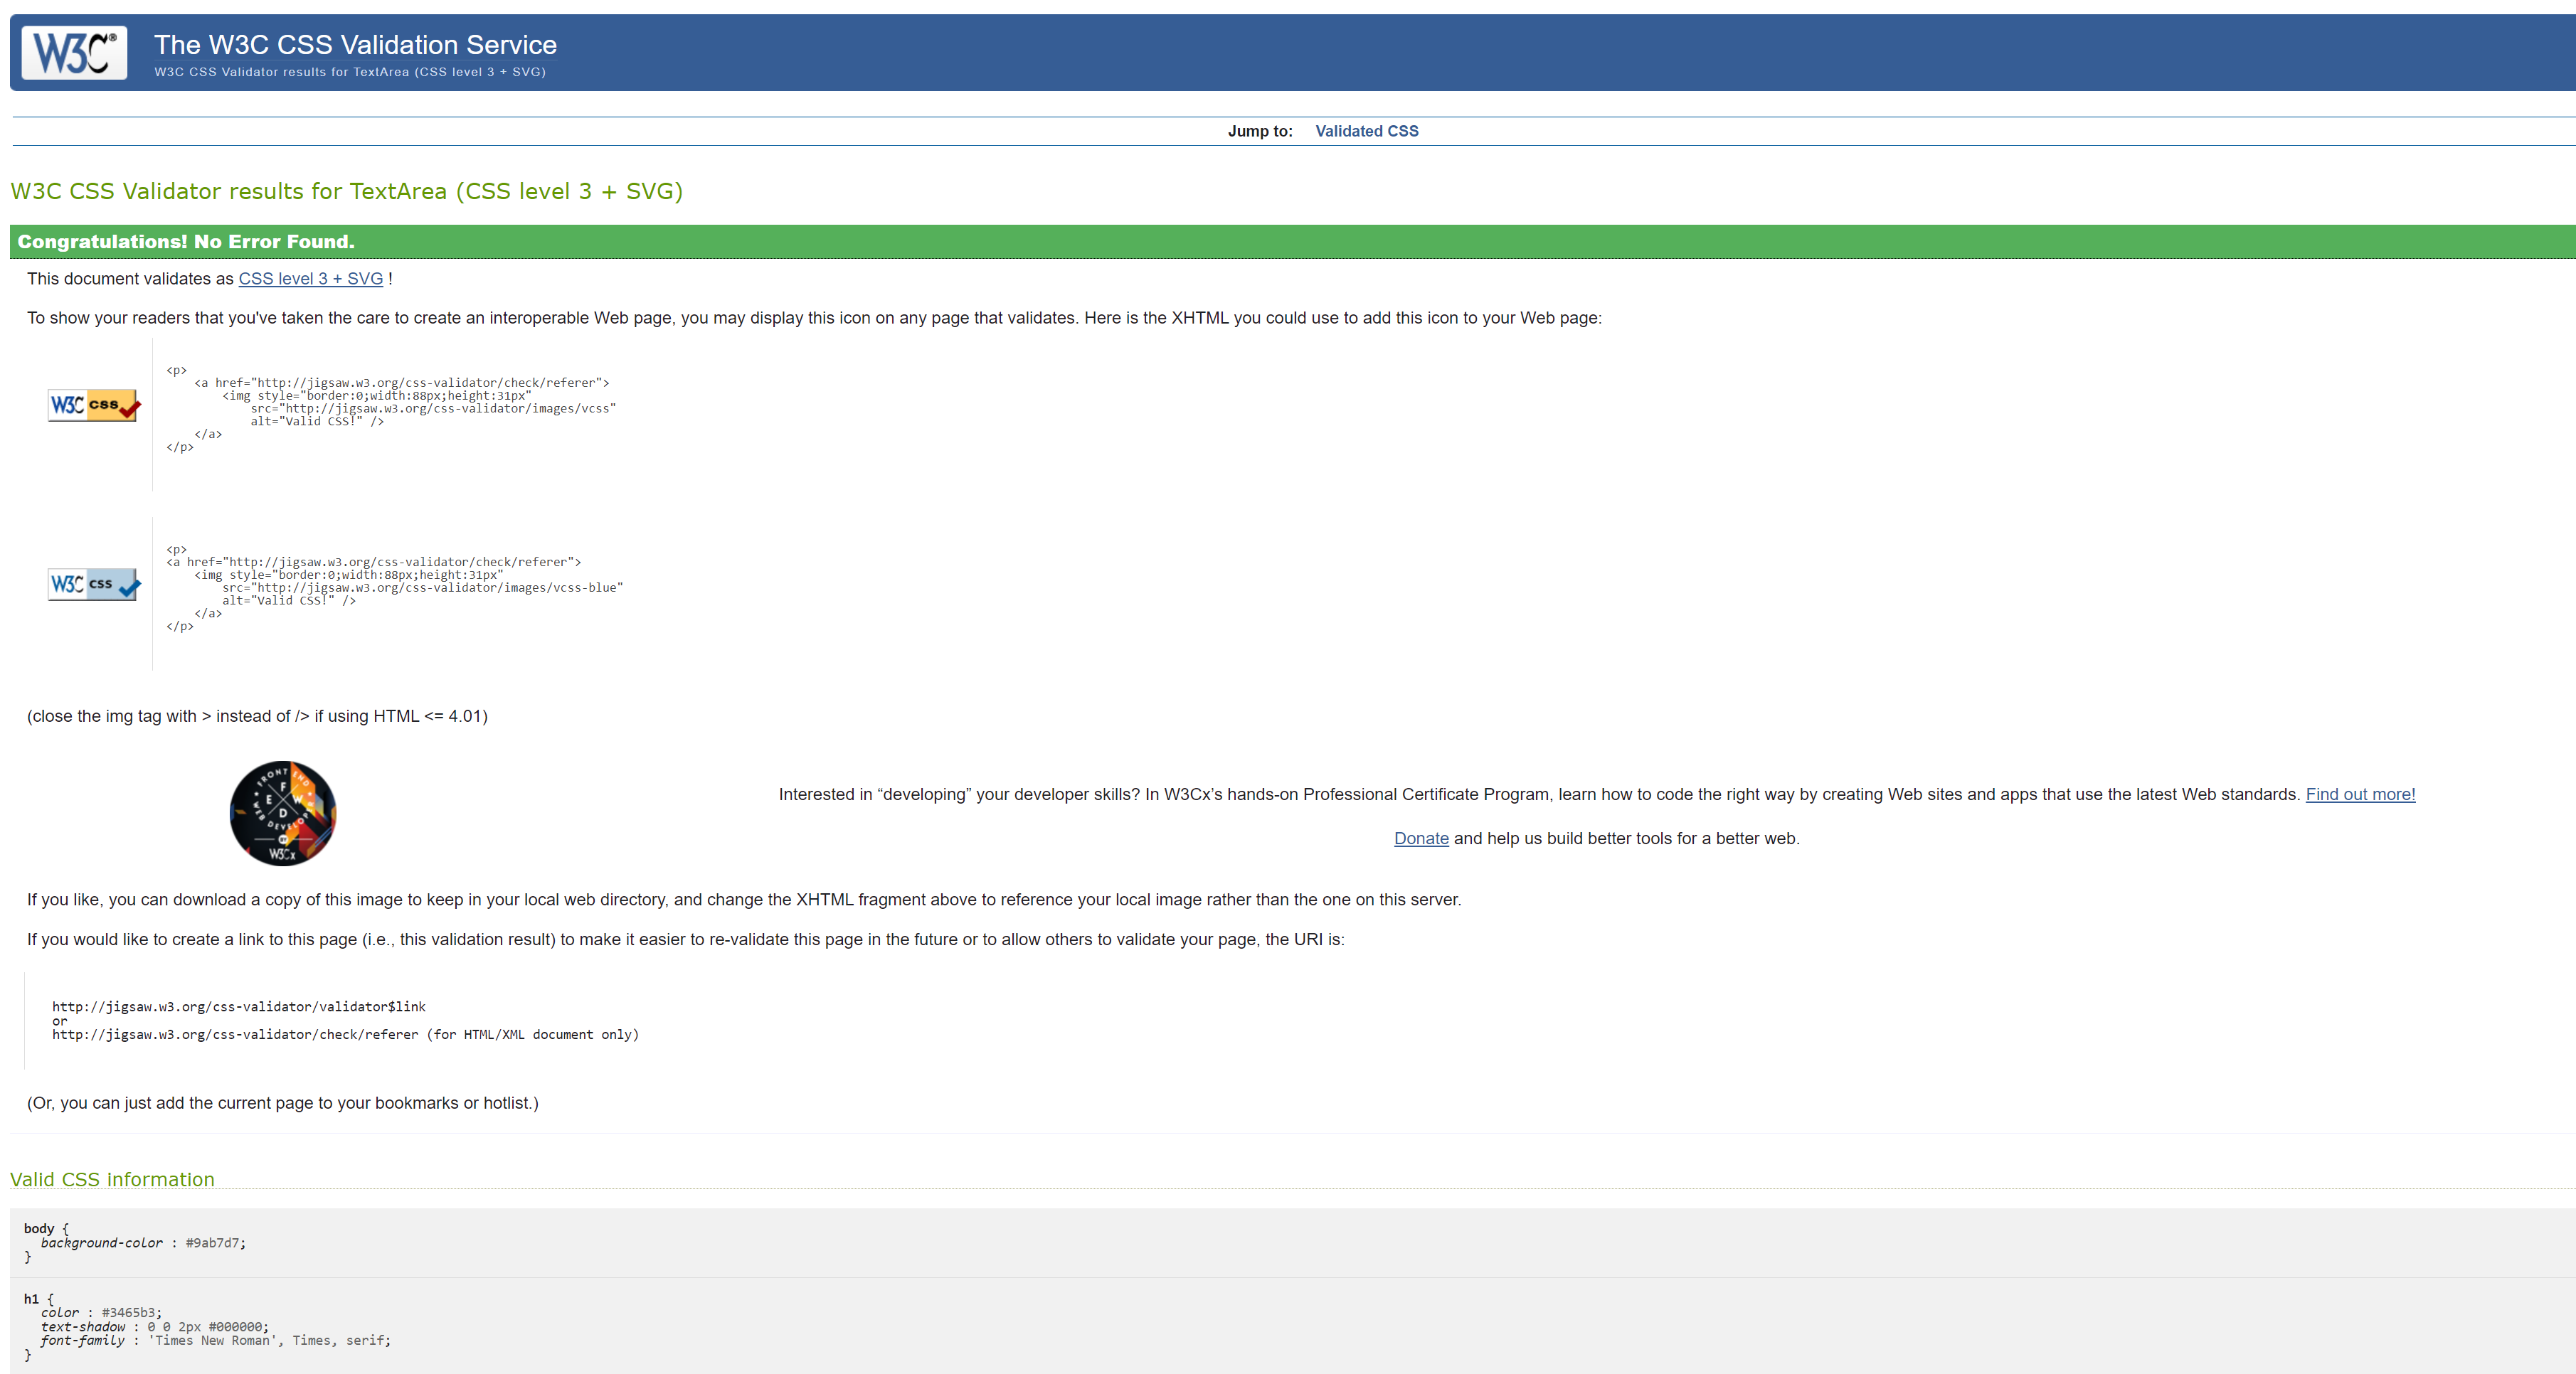 W3C®
The W3C CSS Validation Service
W3C CSS Validator results for TextArea (CSS level 3 + SVG)
Jump to: Validated CSS
W3C CSS Validator results for TextArea (CSS level 3 + SVG)
Congratulations! No Error Found.
This document validates as CSS level 3 + SVG !
To show your readers that you've taken the care to create an interoperable Web page, you may display this icon on any page that validates. Here is the XHTML you could use to add this icon to your Web page:
W3C css
<p>
    <a href="http://jigsaw.w3.org/css-validator/check/referer">
        <img style="border:0;width:88px;height:31px"
            src="http://jigsaw.w3.org/css-validator/images/vcss"
            alt="Valid CSS!" />
    </a>
</p>
W3C css
<p>
<a href="http://jigsaw.w3.org/css-validator/check/referer">
    <img style="border:0;width:88px;height:31px"
        src="http://jigsaw.w3.org/css-validator/images/vcss-blue"
        alt="Valid CSS!" />
    </a>
</p>
(close the img tag with > instead of /> if using HTML <= 4.01)
FRONT END
F
E W
D
WEB DEVELOPER
W3Cx
Interested in “developing” your developer skills? In W3Cx’s hands-on Professional Certificate Program, learn how to code the right way by creating Web sites and apps that use the latest Web standards. Find out more!
Donate and help us build better tools for a better web.
If you like, you can download a copy of this image to keep in your local web directory, and change the XHTML fragment above to reference your local image rather than the one on this server.
If you would like to create a link to this page (i.e., this validation result) to make it easier to re-validate this page in the future or to allow others to validate your page, the URI is:
http://jigsaw.w3.org/css-validator/validator$link
or
http://jigsaw.w3.org/css-validator/check/referer (for HTML/XML document only)
(Or, you can just add the current page to your bookmarks or hotlist.)
Valid CSS information
body {
  background-color : #9ab7d7;
}
h1 {
  color : #3465b3;
  text-shadow : 0 0 2px #000000;
  font-family : 'Times New Roman', Times, serif;
}